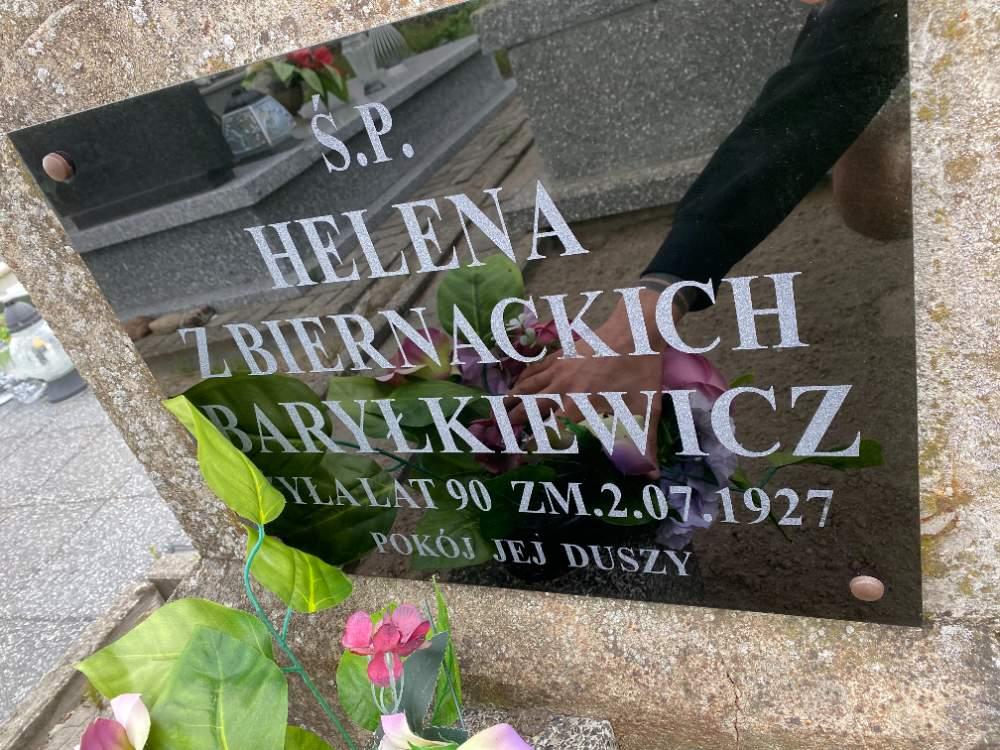 Ś.P.
HELENA
Z BIERNACKICH
BARYŁKIEWICZ
ŻYŁA LAT 90 ZM.2.07.1927
POKÓJ JEJ DUSZY